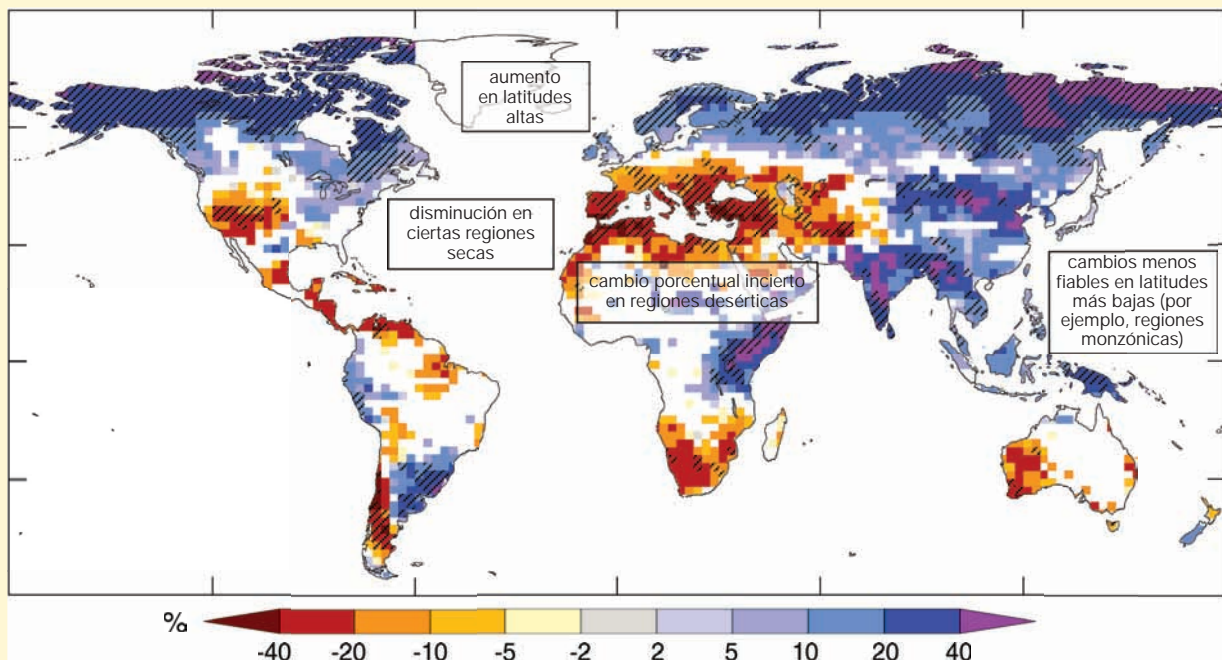 aumento
en latitudes
altas
disminución en
ciertas regiones
secas
cambio porcentual incierto
en regiones desérticas
cambios menos
fiables en latitudes
más bajas (por
ejemplo, regiones
monzónicas)
%
-40 -20 -10 -5 -2 2 5 10 20 40